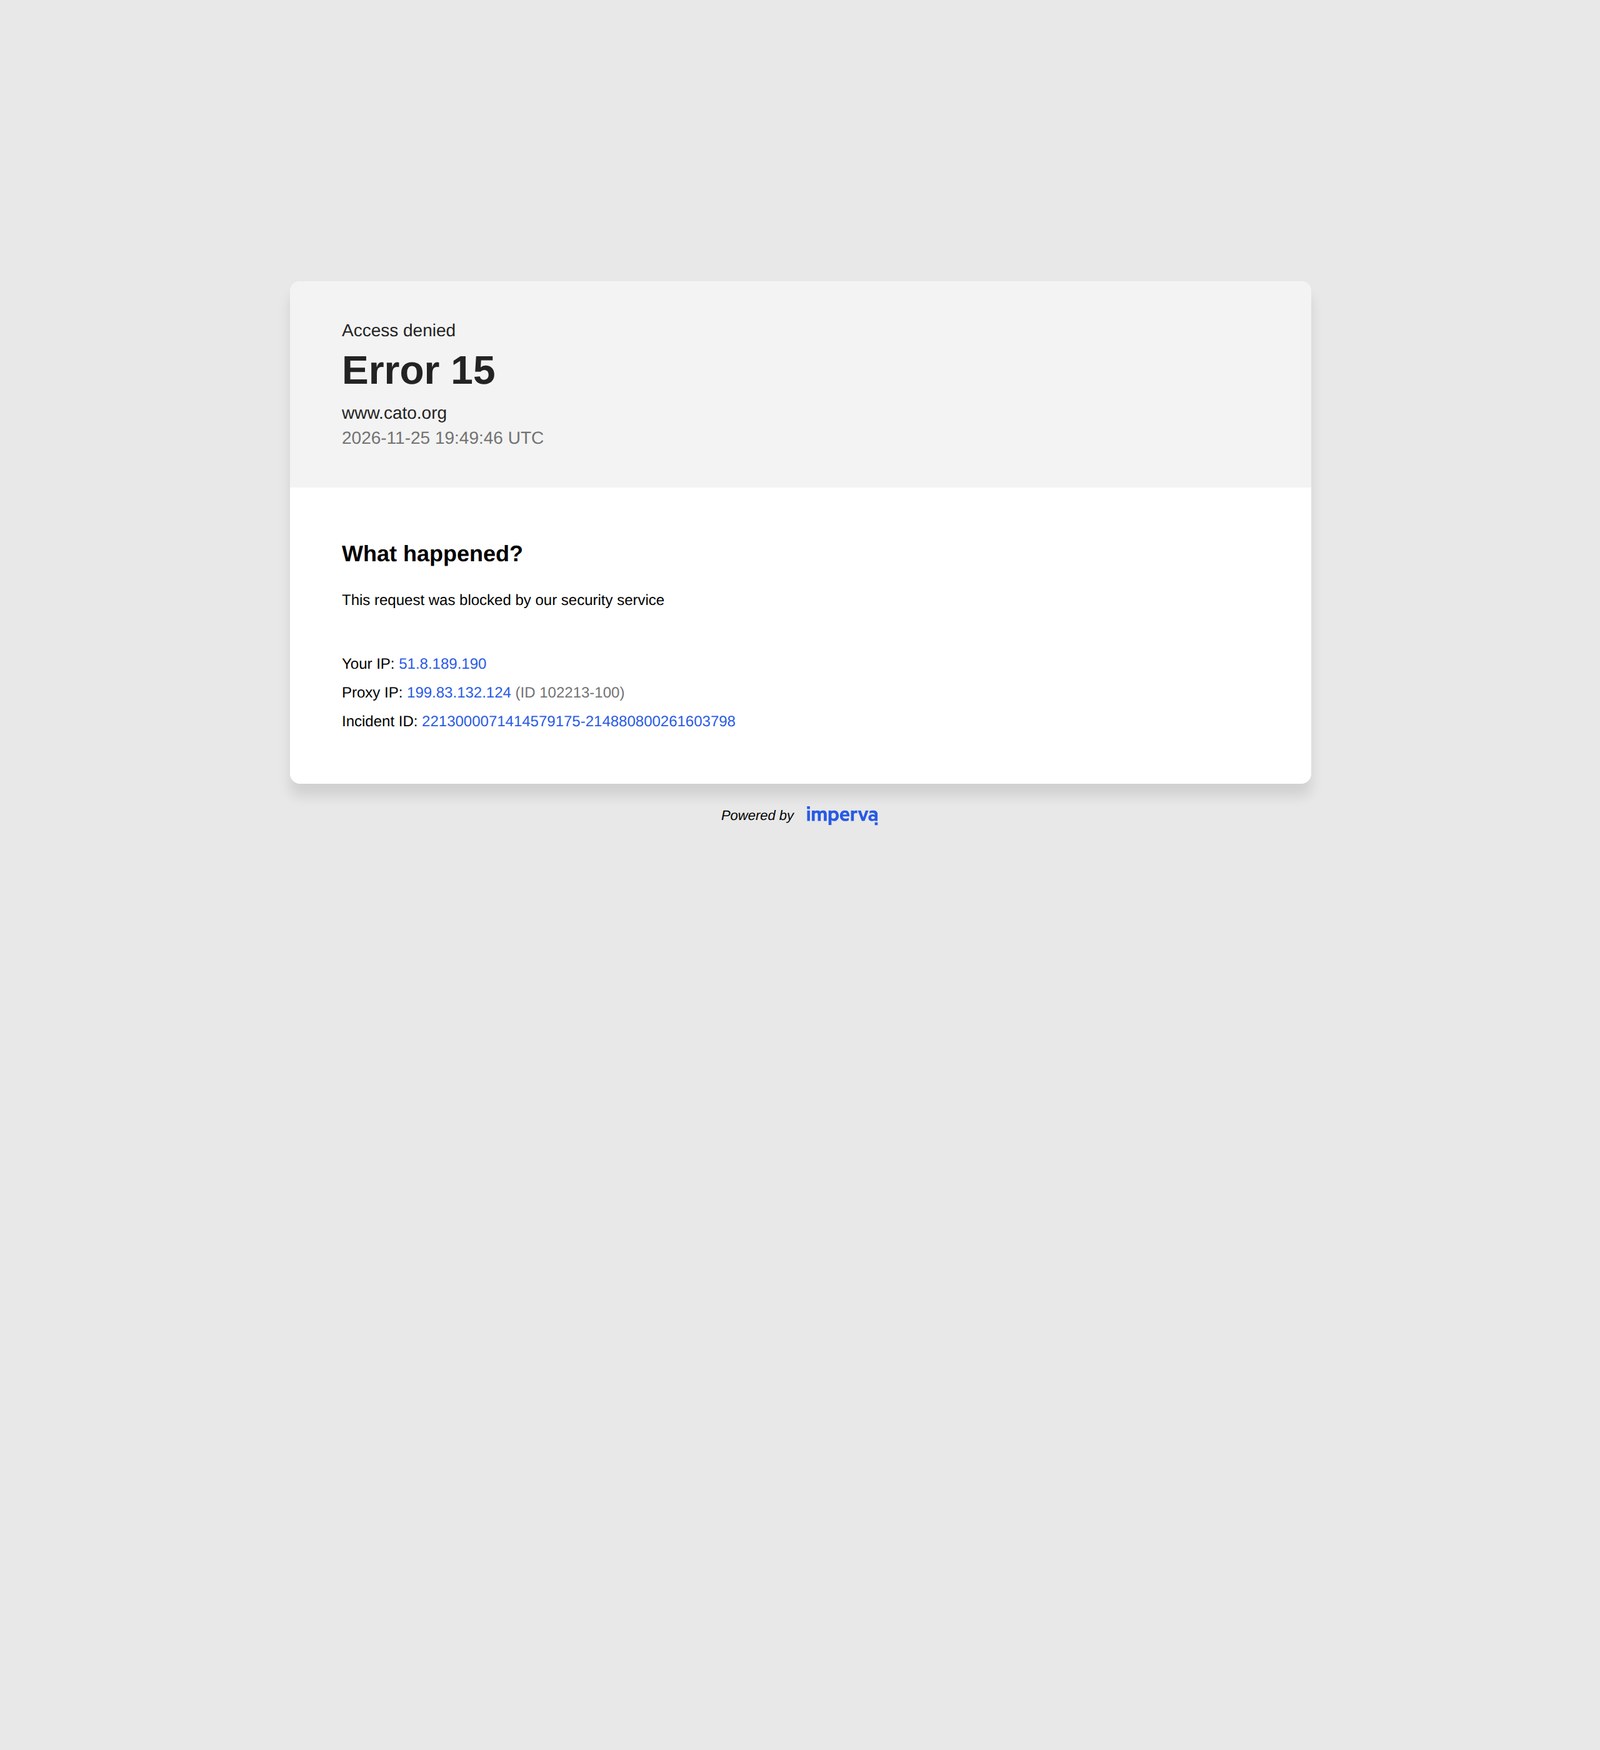 Access denied
Error 15
www.cato.org
2026-11-25 19:49:46 UTC
What happened?
This request was blocked by our security service
Your IP: 51.8.189.190
Proxy IP: 199.83.132.124 (ID 102213-100)
Incident ID: 2213000071414579175-214880800261603798
Powered by imperva